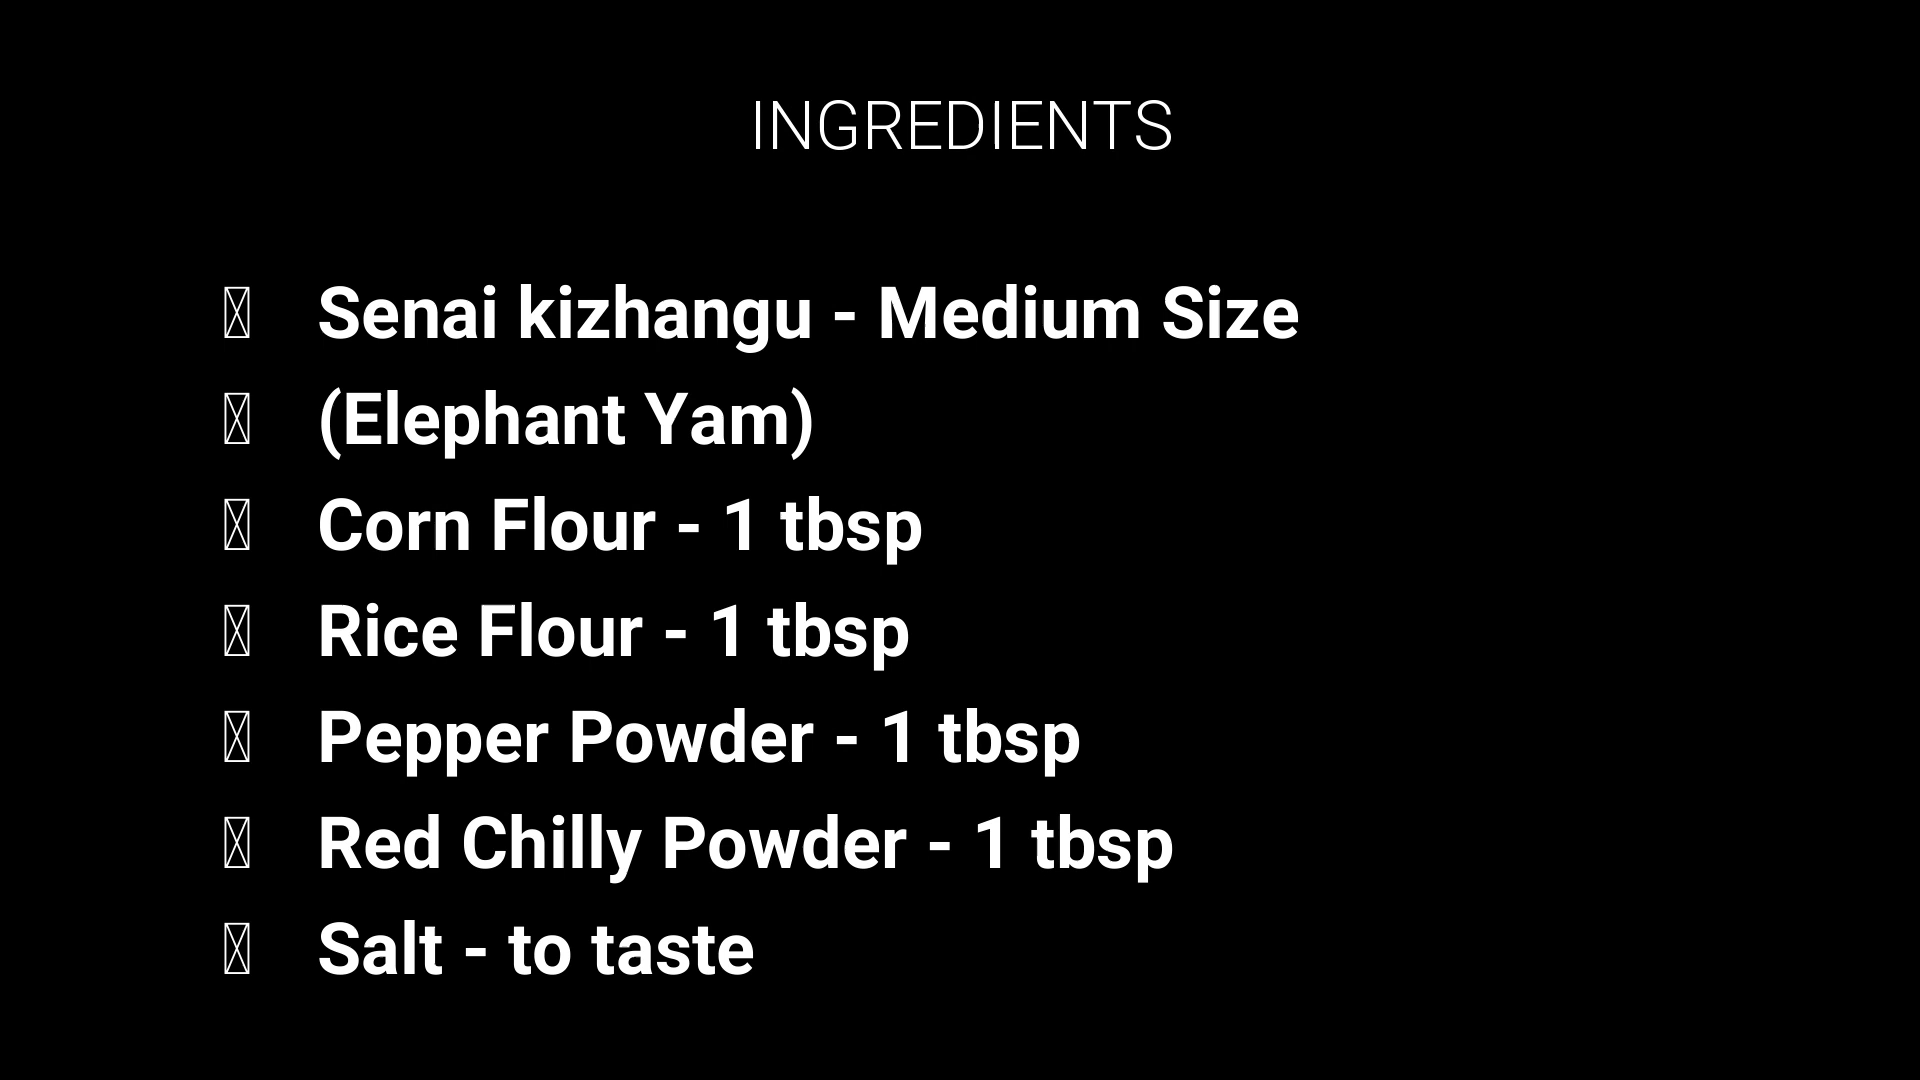 INGREDIENTS
Senai kizhangu - Medium Size
(Elephant Yam)
Corn Flour - 1 tbsp
Rice Flour - 1 tbsp
Pepper Powder - 1 tbsp
Red Chilly Powder - 1 tbsp
Salt - to taste